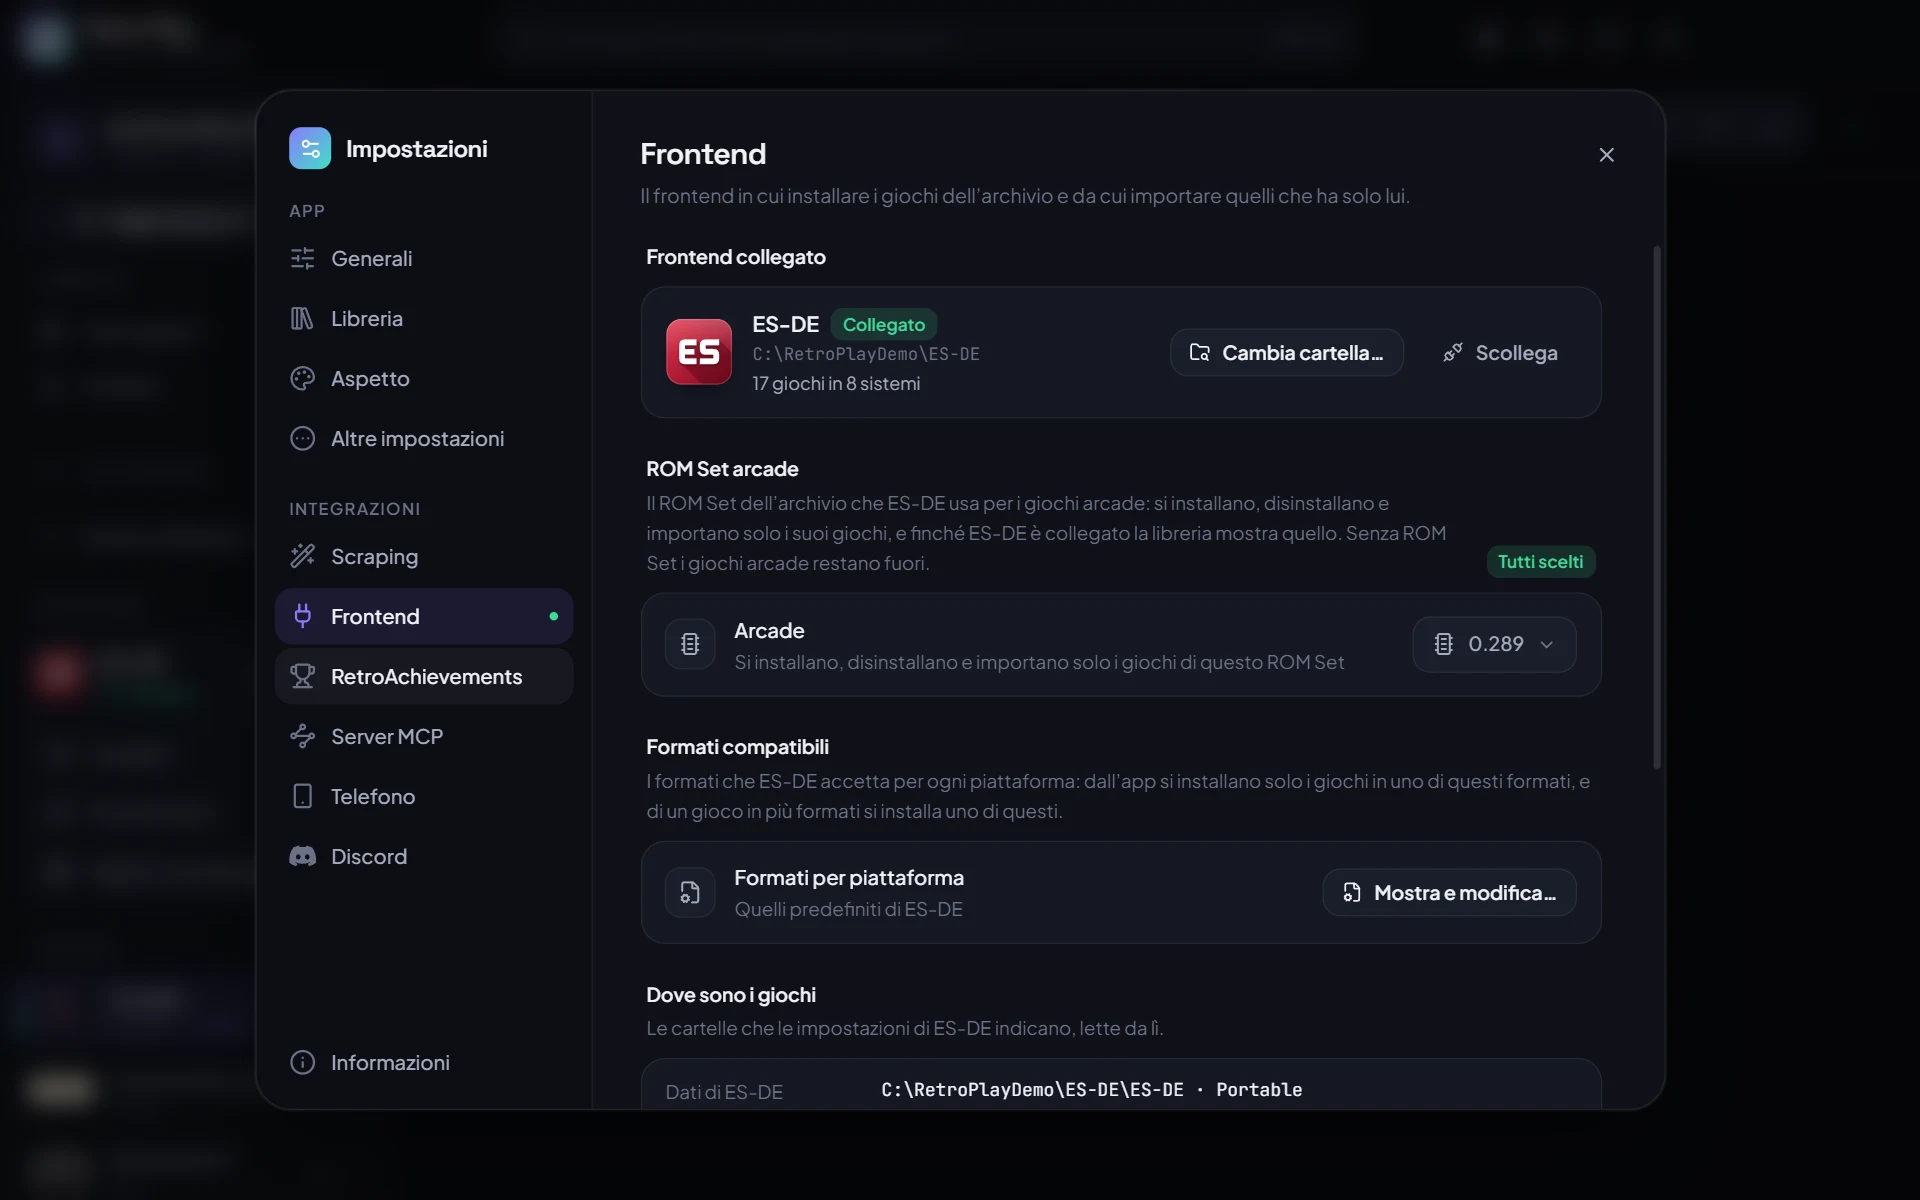 Impostazioni
APP
Generali
Libreria
Aspetto
Altre impostazioni
INTEGRAZIONI
Scraping
Frontend
RetroAchievements
Server MCP
Telefono
Discord
Informazioni
Frontend
Il frontend in cui installare i giochi dell’archivio e da cui importare quelli che ha solo lui.
Frontend collegato
ES
ES-DE Collegato
C:\RetroPlayDemo\ES-DE
17 giochi in 8 sistemi
Cambia cartella…
Scollega
ROM Set arcade
Il ROM Set dell’archivio che ES-DE usa per i giochi arcade: si installano, disinstallano e
importano solo i suoi giochi, e finché ES-DE è collegato la libreria mostra quello. Senza ROM
Set i giochi arcade restano fuori.
Tutti scelti
Arcade
Si installano, disinstallano e importano solo i giochi di questo ROM Set
0.289
Formati compatibili
I formati che ES-DE accetta per ogni piattaforma: dall’app si installano solo i giochi in uno di questi formati, e
di un gioco in più formati si installa uno di questi.
Formati per piattaforma
Quelli predefiniti di ES-DE
Mostra e modifica…
Dove sono i giochi
Le cartelle che le impostazioni di ES-DE indicano, lette da lì.
Dati di ES-DE
C:\RetroPlayDemo\ES-DE\ES-DE · Portable